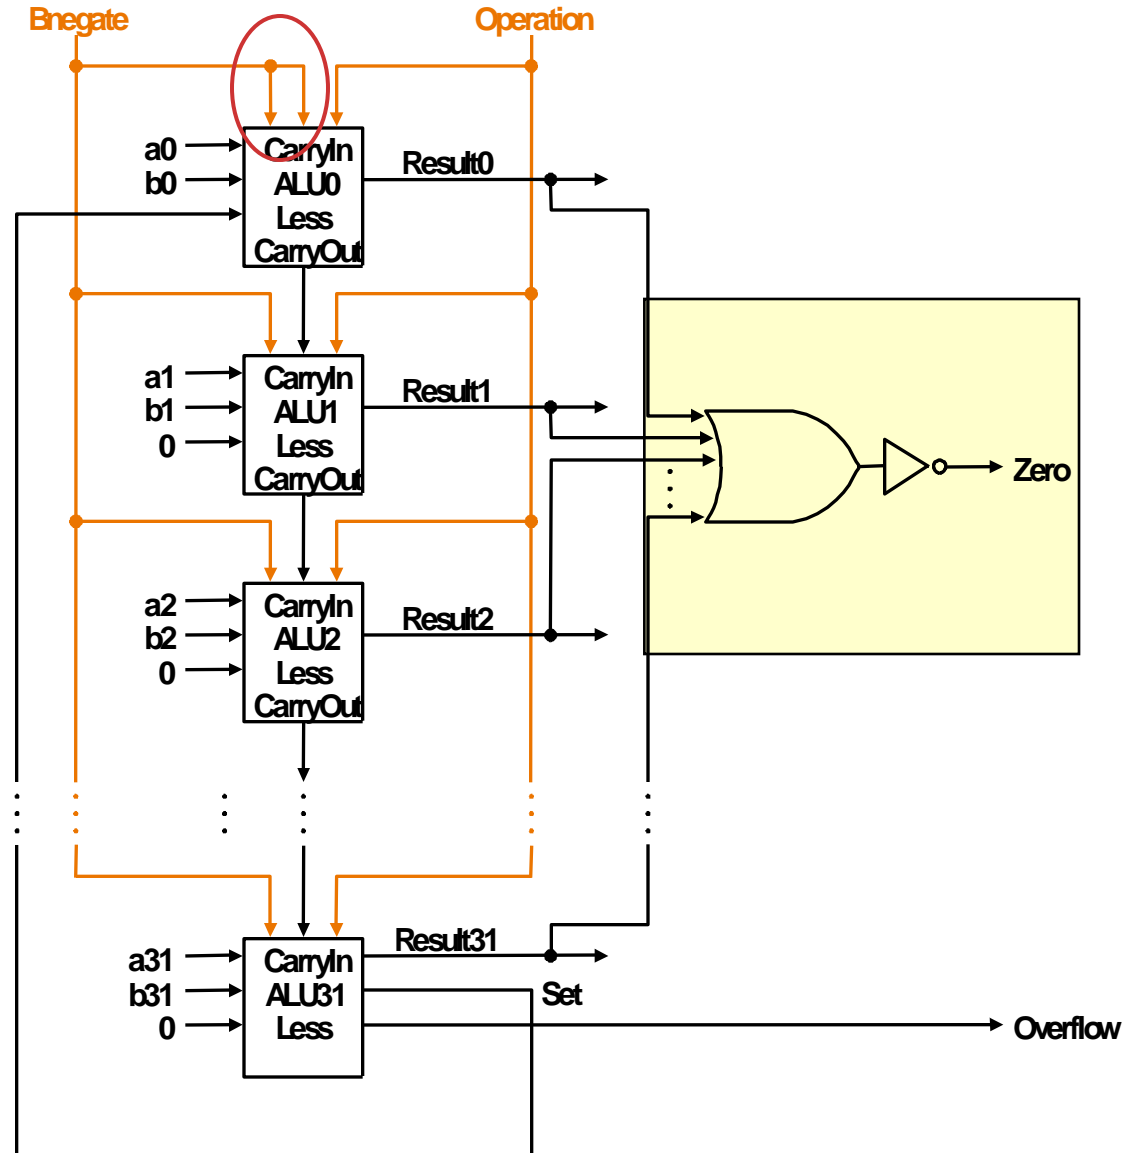 Bnegate
Operation
a0
b0
CarryIn
ALU0
Less
CarryOut
Result0
a1
b1
0
CarryIn
ALU1
Less
CarryOut
Result1
Zero
a2
b2
0
CarryIn
ALU2
Less
CarryOut
Result2
a31
b31
0
CarryIn
ALU31
Less
Result31
Set
Overflow